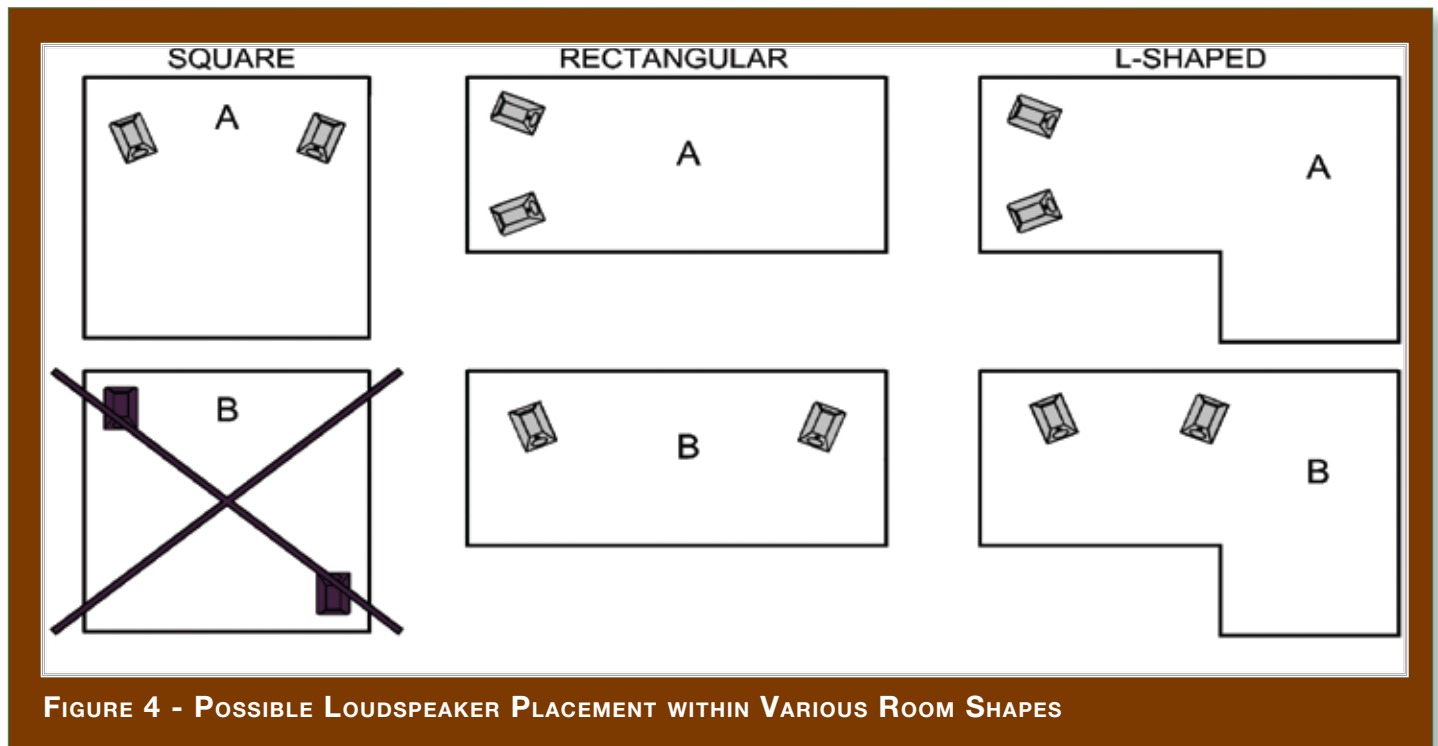 SQUARE
RECTANGULAR
L-SHAPED
A
A
A
B
B
B
FIGURE 4 - POSSIBLE LOUDSPEAKER PLACEMENT WITHIN VARIOUS ROOM SHAPES